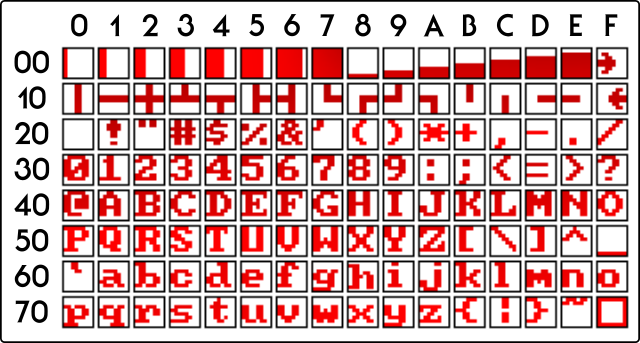 0 1 2 3 4 5 6 7 8 9 A B C D E F
00
10
20 ! " # $ % & ' ( ) * + , - . /
30 0 1 2 3 4 5 6 7 8 9 : ; < = > ?
40 @ A B C D E F G H I J K L M N O
50 P Q R S T U V W X Y Z [ \ ] ^ _
60 ` a b c d e f g h i j k l m n o
70 p q r s t u v w x y z { ¦ } ~